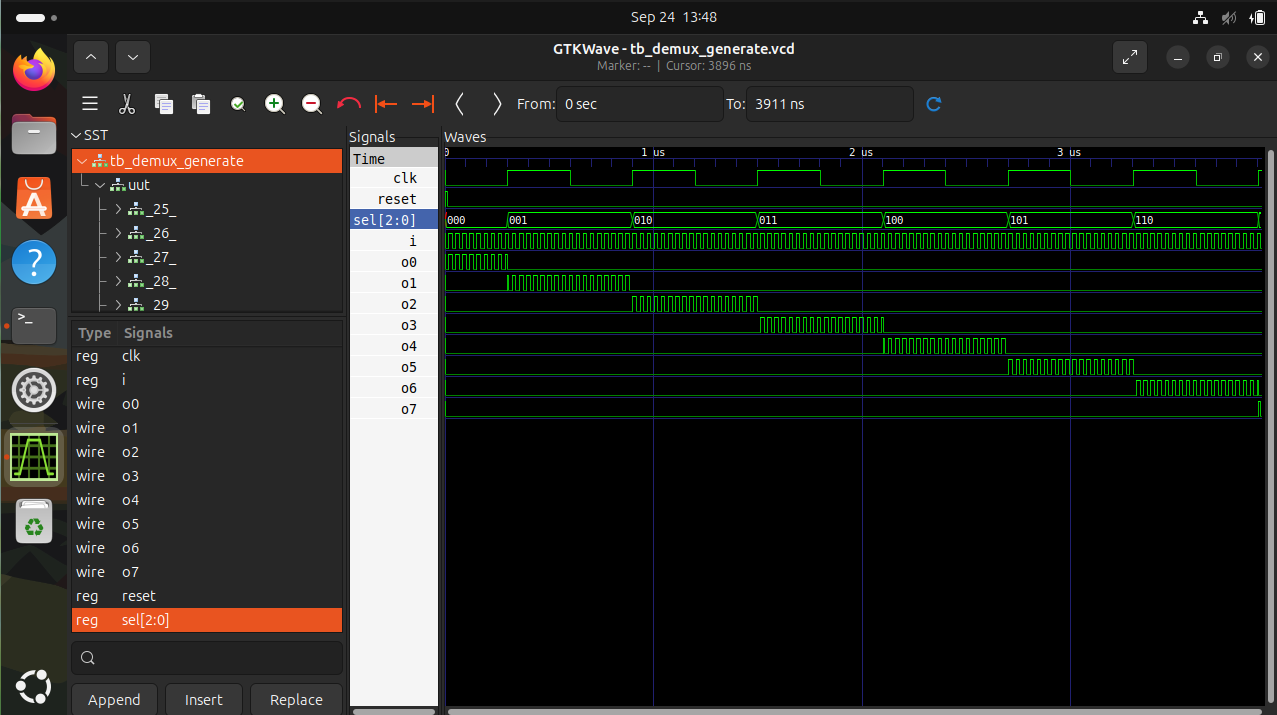 Sep 24 13:48
GTKWave - tb_demux_generate.vcd
Marker: -- | Cursor: 3896 ns
From: 0 sec To: 3911 ns
SST
tb_demux_generate
uut
_25_
_26_
_27_
_28_
_29
Type Signals
reg clk
reg i
wire o0
wire o1
wire o2
wire o3
wire o4
wire o5
wire o6
wire o7
reg reset
reg sel[2:0]
Append Insert Replace
Signals
Time
clk
reset
sel[2:0]
i
o0
o1
o2
o3
o4
o5
o6
o7
Waves
0 1 us 2 us 3 us
000 001 010 011 100 101 110